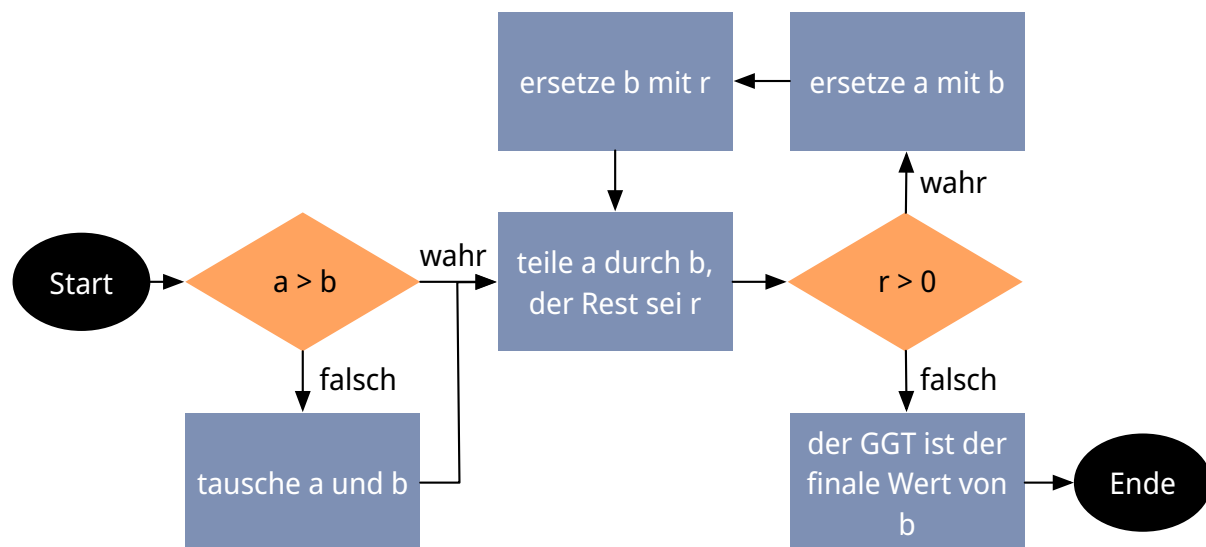 Start
a > b
wahr
falsch
tausche a und b
teile a durch b,
der Rest sei r
r > 0
wahr
ersetze a mit b
ersetze b mit r
falsch
der GGT ist der
finale Wert von
b
Ende